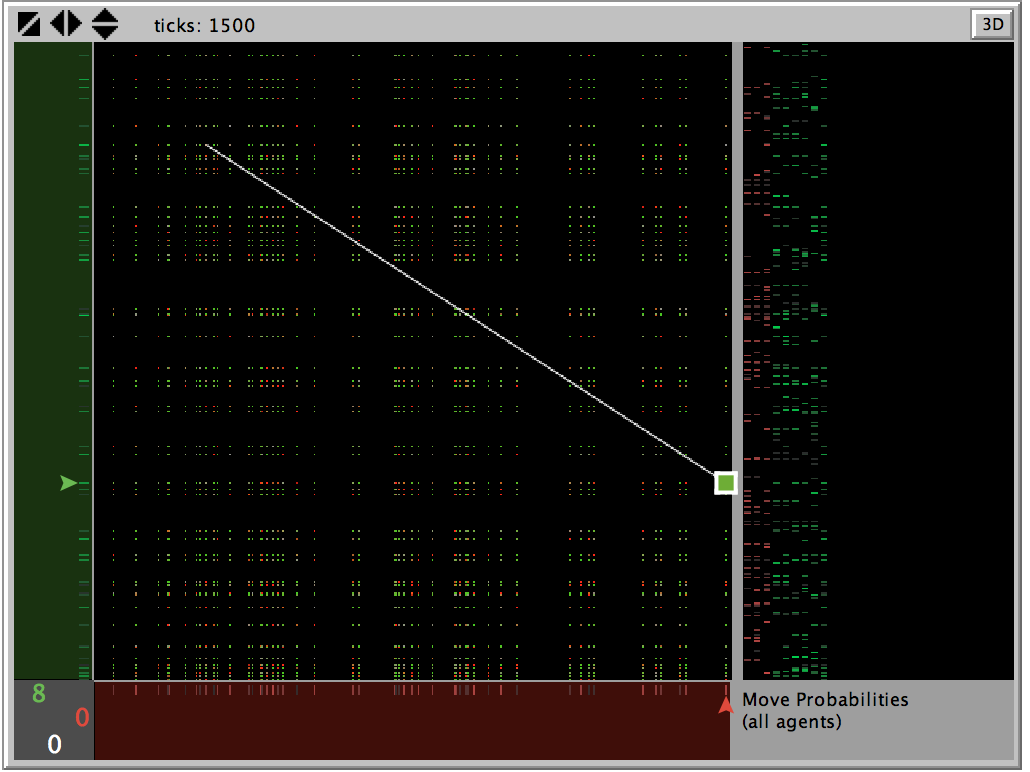 ticks: 1500
3D
8
0
0
Move Probabilities
(all agents)